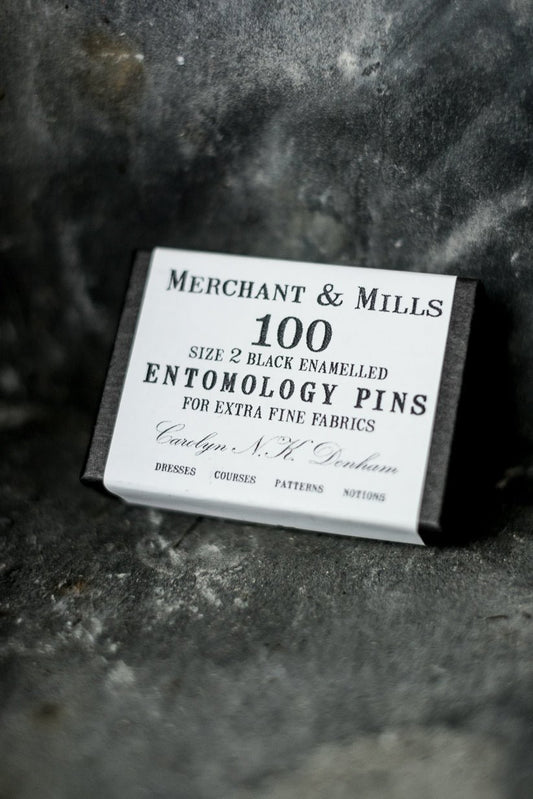 MERCHANT & MILLS
100
SIZE 2 BLACK ENAMELLED
ENTOMOLOGY PINS
FOR EXTRA FINE FABRICS
Carolyn N.K. Denham
DRESSES COURSES PATTERNS NOTIONS